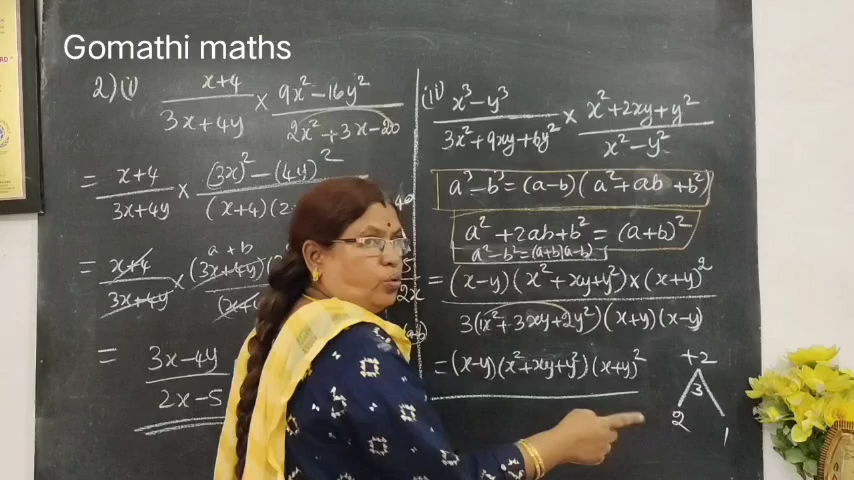 Gomathi maths
2)(i) x+4/3x+4y × 9x²-16y²/2x²+3x-20
= x+4/3x+4y × (3x)²-(4y)²/(x+4)(2
a + b
= x+4/3x+4y × (3x+4y)(3
= 3x-4y/2x-5
(ii) x³-y³/3x²+9xy+6y² × x²+2xy+y²/x²-y²
a³-b³=(a-b)(a²+ab+b²)
a²+2ab+b²=(a+b)²
a²-b²=(a+b)(a-b)
= (x-y)(x²+xy+y²)×(x+y)²/3(1x²+3xy+2y²)(x+y)(x-y)
=(x-y)(x²+xy+y²)(x+y)²
+2
3
2 1